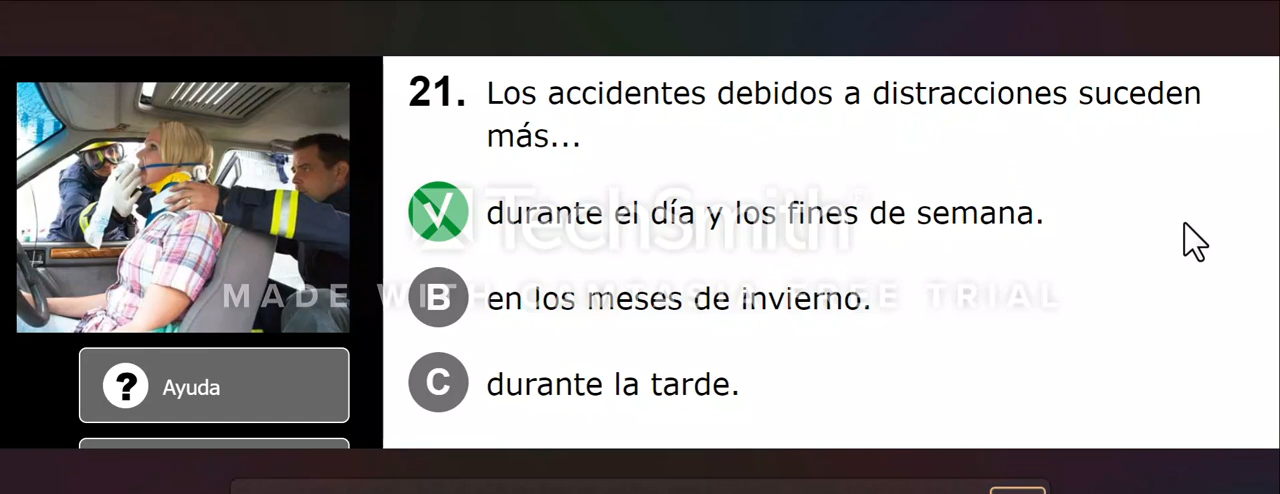 21. Los accidentes debidos a distracciones suceden
más...
durante el día y los fines de semana.
TechSmith
MADE WITH CAMTASIA FREE TRIAL
B en los meses de invierno.
C durante la tarde.
? Ayuda